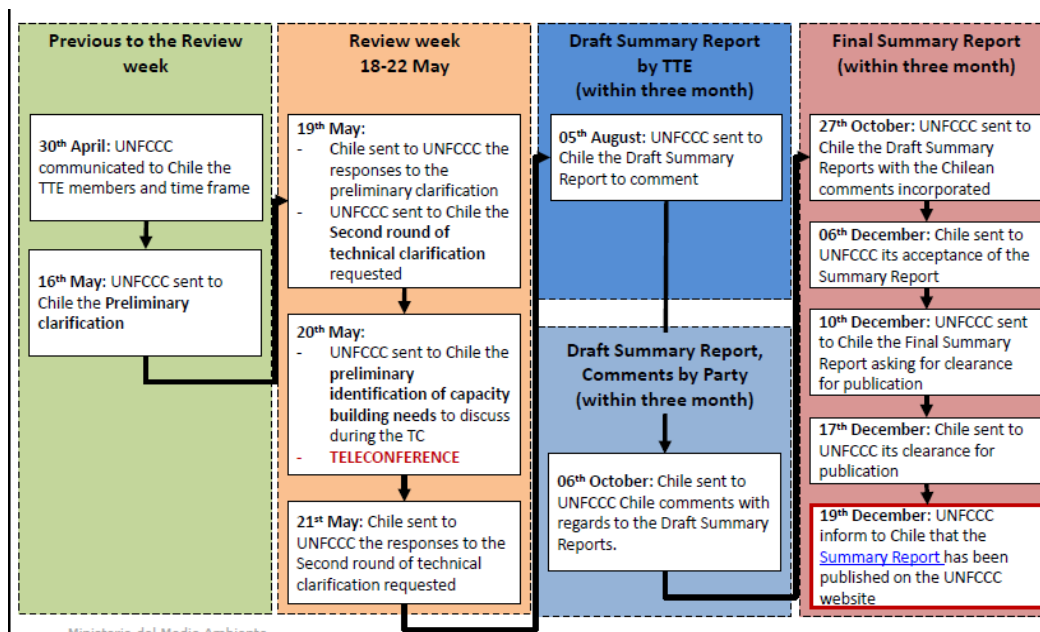 Previous to the Review
week
30th April: UNFCCC
communicated to Chile the
TTE members and time frame
16th May: UNFCCC sent to
Chile the Preliminary
clarification
Review week
18-22 May
19th May:
- Chile sent to UNFCCC the
responses to the
preliminary clarification
- UNFCCC sent to Chile the
Second round of
technical clarification
requested
20th May:
- UNFCCC sent to Chile the
preliminary
identification of capacity
building needs to discuss
during the TC
- TELECONFERENCE
21st May: Chile sent to
UNFCCC the responses to the
Second round of technical
clarification requested
Draft Summary Report
by TTE
(within three month)
05th August: UNFCCC sent to
Chile the Draft Summary
Report to comment
Draft Summary Report,
Comments by Party
(within three month)
06th October: Chile sent to
UNFCCC Chile comments with
regards to the Draft Summary
Reports.
Final Summary Report
(within three month)
27th October: UNFCCC sent to
Chile the Draft Summary
Reports with the Chilean
comments incorporated
06th December: Chile sent to
UNFCCC its acceptance of the
Summary Report
10th December: UNFCCC sent
to Chile the Final Summary
Report asking for clearance
for publication
17th December: Chile sent to
UNFCCC its clearance for
publication
19th December: UNFCCC
inform to Chile that the
Summary Report has been
published on the UNFCCC
website
Ministerio del Medio Ambiente